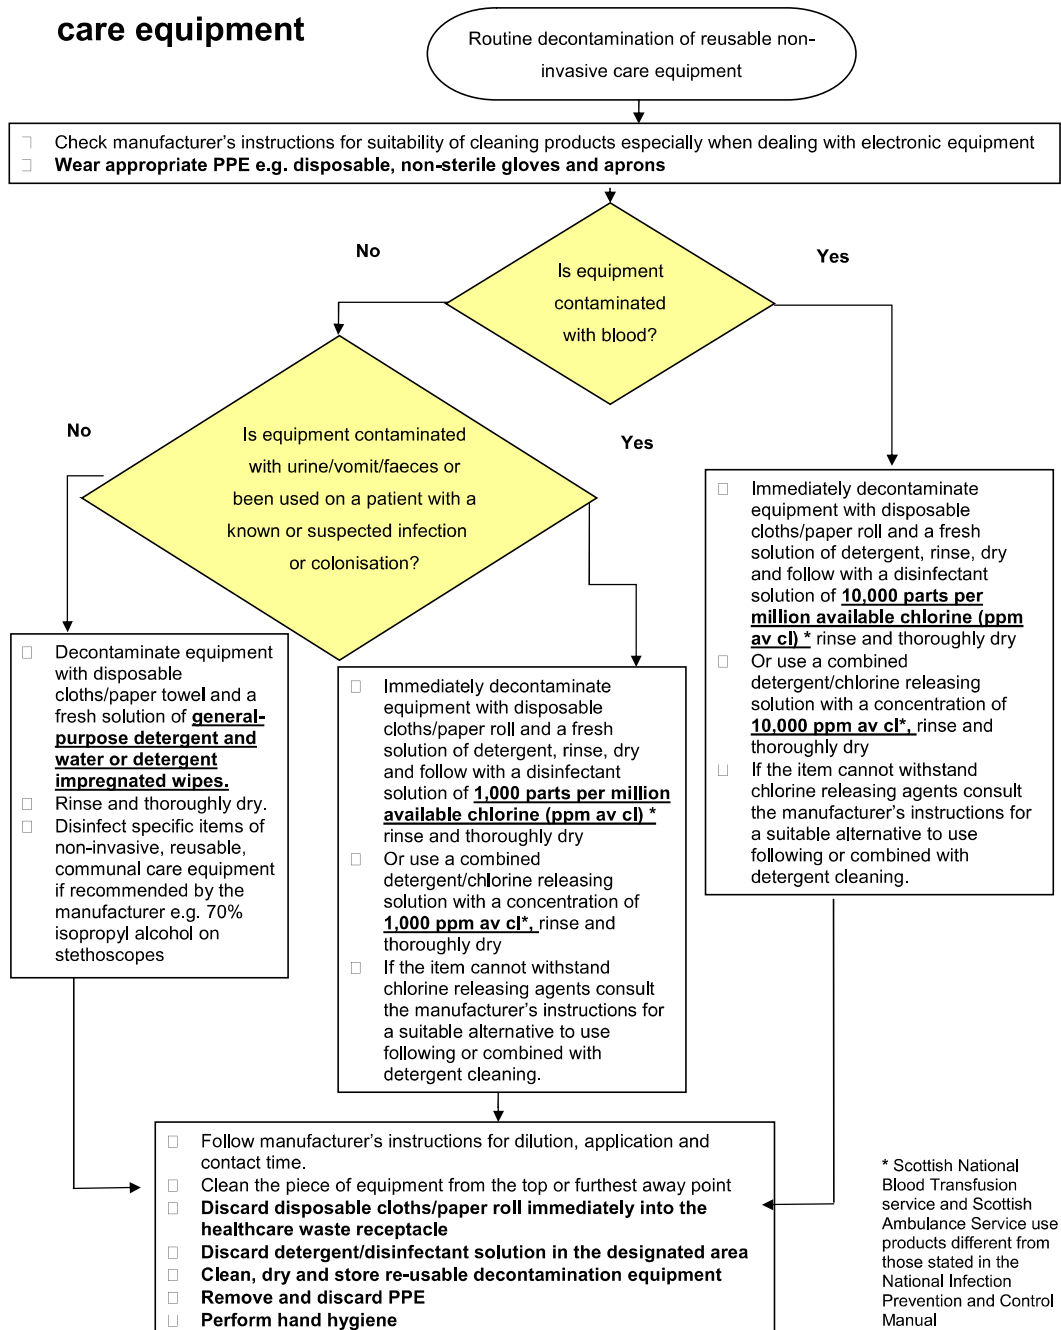 care equipment
Routine decontamination of reusable non-
invasive care equipment
Check manufacturer's instructions for suitability of cleaning products especially when dealing with electronic equipment
Wear appropriate PPE e.g. disposable, non-sterile gloves and aprons
No
Yes
Is equipment
contaminated
with blood?
No
Yes
Is equipment contaminated
with urine/vomit/faeces or
been used on a patient with a
known or suspected infection
or colonisation?
Decontaminate equipment
with disposable
cloths/paper towel and a
fresh solution of general-
purpose detergent and
water or detergent
impregnated wipes.
Rinse and thoroughly dry.
Disinfect specific items of
non-invasive, reusable,
communal care equipment
if recommended by the
manufacturer e.g. 70%
isopropyl alcohol on
stethoscopes
Immediately decontaminate
equipment with disposable
cloths/paper roll and a fresh
solution of detergent, rinse, dry
and follow with a disinfectant
solution of 1,000 parts per million
available chlorine (ppm av cl) *
rinse and thoroughly dry
Or use a combined
detergent/chlorine releasing
solution with a concentration of
1,000 ppm av cl*, rinse and
thoroughly dry
If the item cannot withstand
chlorine releasing agents consult
the manufacturer's instructions for
a suitable alternative to use
following or combined with
detergent cleaning.
Immediately decontaminate
equipment with disposable
cloths/paper roll and a fresh
solution of detergent, rinse, dry
and follow with a disinfectant
solution of 10,000 parts per
million available chlorine (ppm
av cl) * rinse and thoroughly dry
Or use a combined
detergent/chlorine releasing
solution with a concentration of
10,000 ppm av cl*, rinse and
thoroughly dry
If the item cannot withstand
chlorine releasing agents consult
the manufacturer's instructions for
a suitable alternative to use
following or combined with
detergent cleaning.
Follow manufacturer's instructions for dilution, application and
contact time.
Clean the piece of equipment from the top or furthest away point
Discard disposable cloths/paper roll immediately into the
healthcare waste receptacle
Discard detergent/disinfectant solution in the designated area
Clean, dry and store re-usable decontamination equipment
Remove and discard PPE
Perform hand hygiene
* Scottish National
Blood Transfusion
service and Scottish
Ambulance Service use
products different from
those stated in the
National Infection
Prevention and Control
Manual